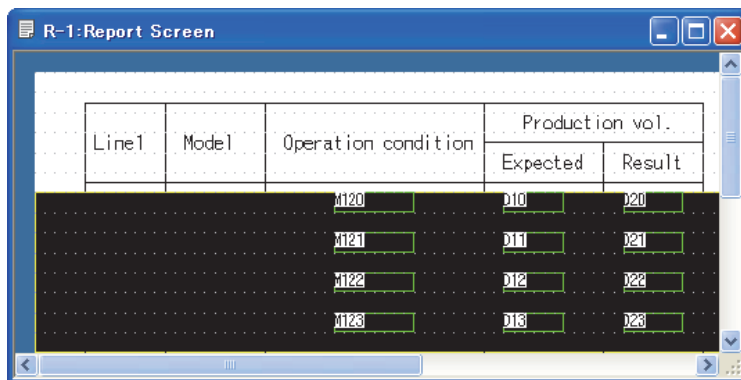 R-1:Report Screen
Production vol.
Line1 Model Operation condition
Expected Result
M120 D10 D20
M121 D11 D21
M122 D12 D22
M123 D13 D23